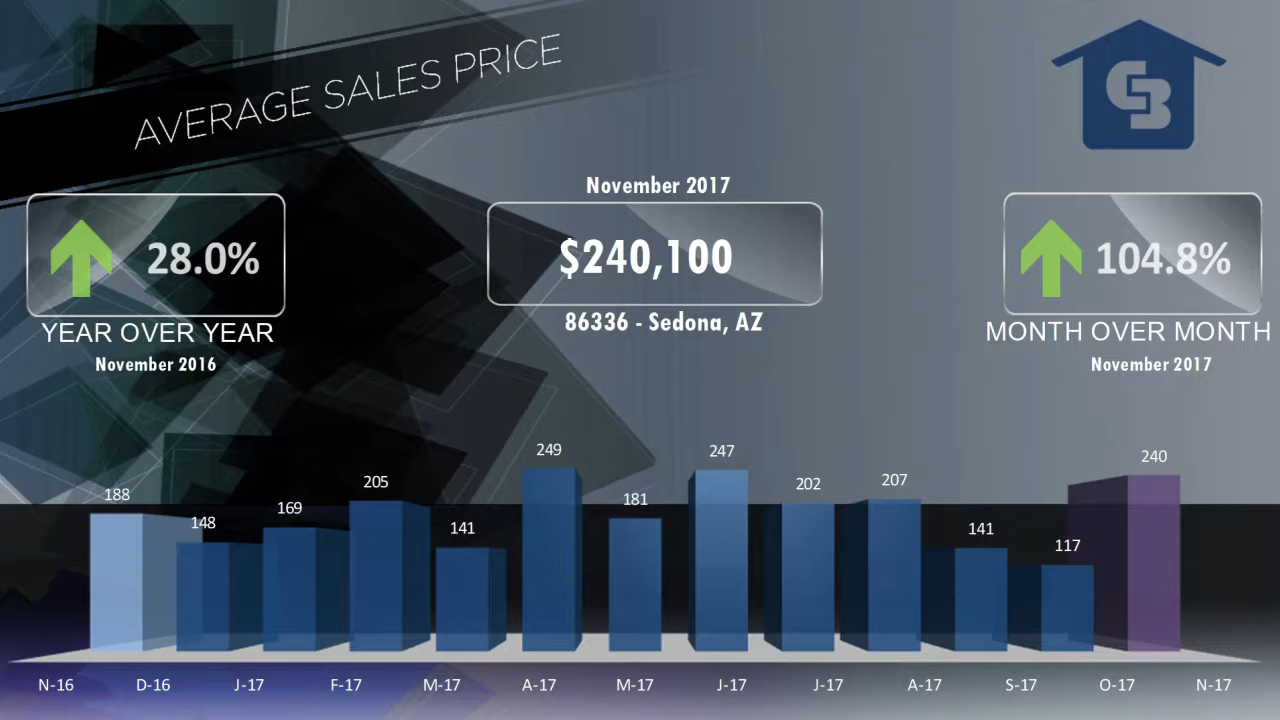 AVERAGE SALES PRICE
CB
November 2017
28.0%
$240,100
104.8%
YEAR OVER YEAR
86336 - Sedona, AZ
MONTH OVER MONTH
November 2016
November 2017
188
148
169
205
141
249
181
247
202
207
141
117
240
N-16
D-16
J-17
F-17
M-17
A-17
M-17
J-17
J-17
A-17
S-17
O-17
N-17